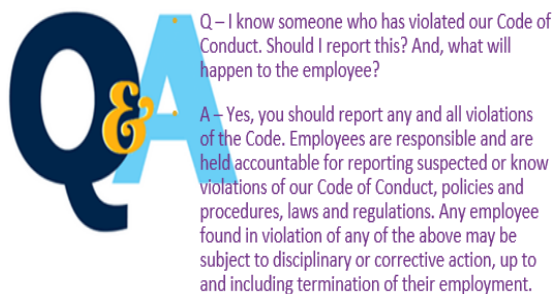 Q&A
Q – I know someone who has violated our Code of
Conduct. Should I report this? And, what will
happen to the employee?
A – Yes, you should report any and all violations
of the Code. Employees are responsible and are
held accountable for reporting suspected or know
violations of our Code of Conduct, policies and
procedures, laws and regulations. Any employee
found in violation of any of the above may be
subject to disciplinary or corrective action, up to
and including termination of their employment.